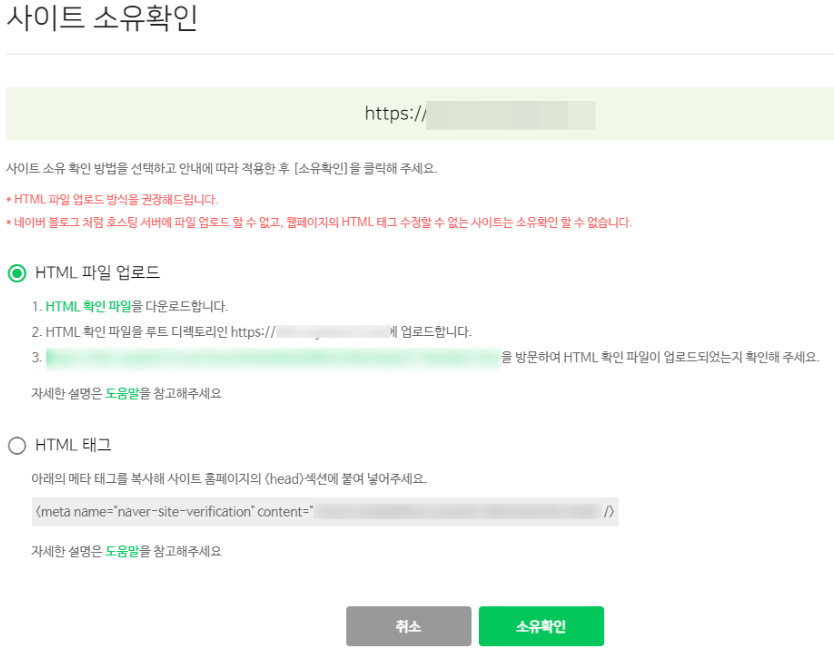 사이트 소유확인
https://
사이트 소유 확인 방법을 선택하고 안내에 따라 적용한 후 [소유확인]을 클릭해 주세요.
* HTML 파일 업로드 방식을 권장해드립니다.
* 네이버 블로그 처럼 호스팅 서버에 파일 업로드 할 수 없고, 웹페이지의 HTML 태그 수정할 수 없는 사이트는 소유확인 할 수 없습니다.
HTML 파일 업로드
1. HTML 확인 파일을 다운로드합니다.
2. HTML 확인 파일을 루트 디렉토리인 https:// 에 업로드합니다.
3. 을 방문하여 HTML 확인 파일이 업로드되었는지 확인해 주세요.
자세한 설명은 도움말을 참고해주세요
HTML 태그
아래의 메타 태그를 복사해 사이트 홈페이지의 <head>섹션에 붙여 넣어주세요.
<meta name="naver-site-verification" content=" />
자세한 설명은 도움말을 참고해주세요
취소 소유확인